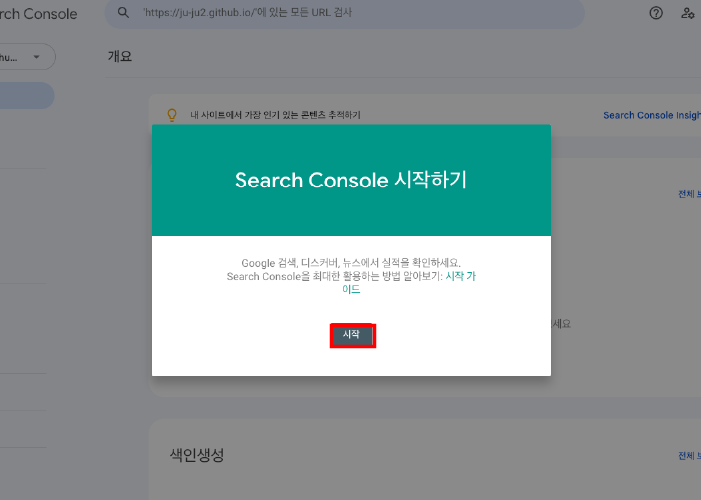 rch Console
'https://ju-ju2.github.io/'에 있는 모든 URL 검사
hu...
개요
내 사이트에서 가장 인기 있는 콘텐츠 추적하기
Search Console Insigh
전체 보
Search Console 시작하기
Google 검색, 디스커버, 뉴스에서 실적을 확인하세요.
Search Console을 최대한 활용하는 방법 알아보기: 시작 가
이드
세요
시작
색인생성
전체 보